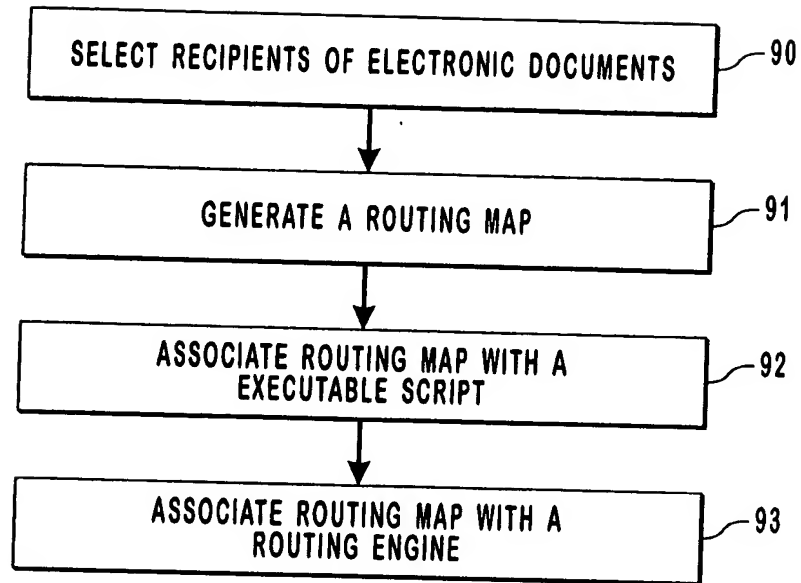 SELECT RECIPIENTS OF ELECTRONIC DOCUMENTS
90
GENERATE A ROUTING MAP
91
ASSOCIATE ROUTING MAP WITH A
EXECUTABLE SCRIPT
92
ASSOCIATE ROUTING MAP WITH A
ROUTING ENGINE
93